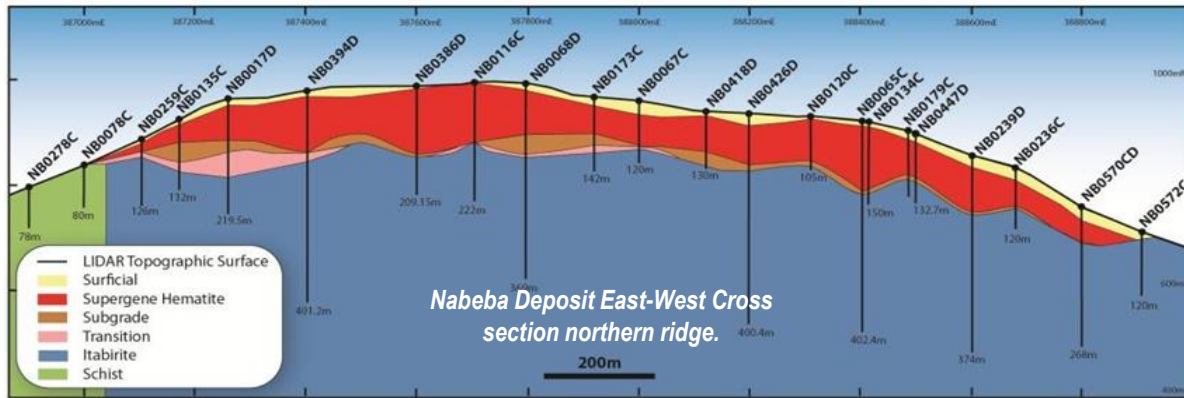 387000mE 387200mE 387400mE 387600mE 387800mE 388000mE 388200mE 388400mE 388600mE 388800mE
NB0278C NB0078C NB0259C NB0135C NB0017D NB0394D NB0386D NB0116C NB0068D NB0173C NB0067C NB0418D NB0426D NB0120C NB0065C NB0134C NB0179C NB0447D NB0239D NB0236C NB0570CD NB0572C
1000mR
78m 80m 126m 132m 219.5m 401.2m 209.15m 222m 369m 142m 120m 130m 400.4m 105m 402.4m 150m 132.7m 374m 120m 268m 120m
LIDAR Topographic Surface
Surficial
Supergene Hematite
Subgrade
Transition
Itabirite
Schist
Nabeba Deposit East-West Cross
section northern ridge.
200m